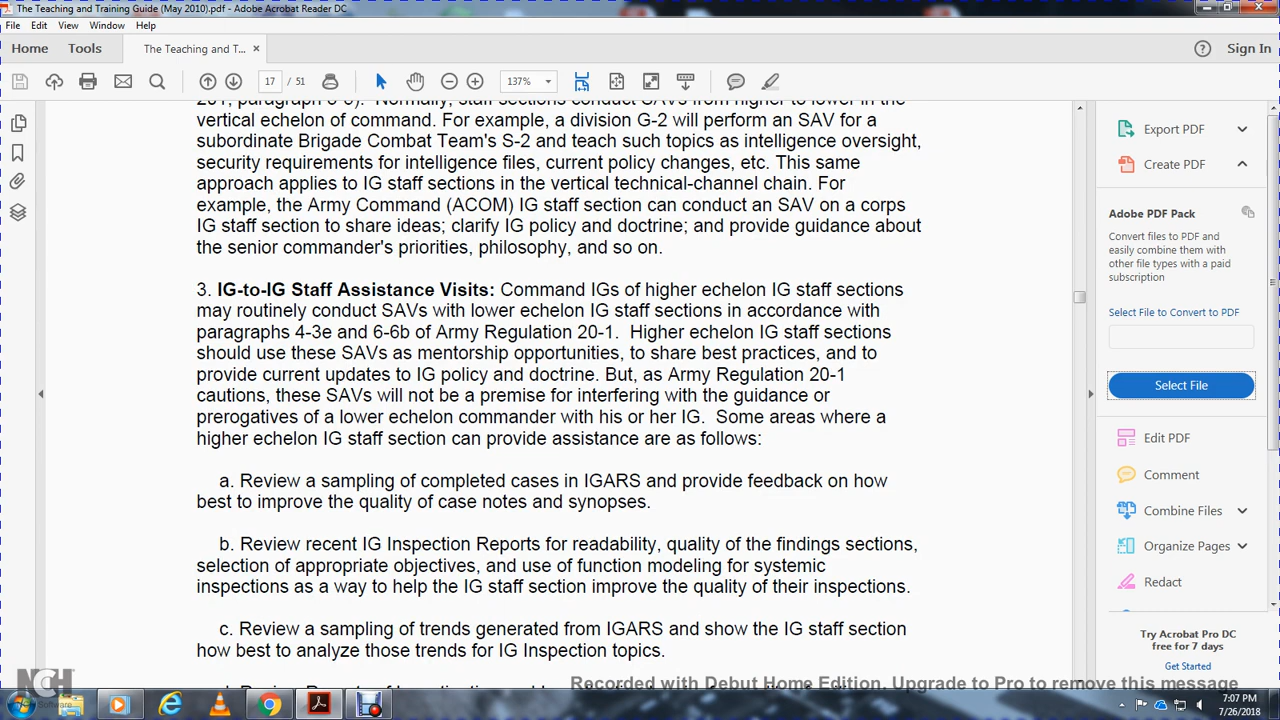 The Teaching and Training Guide (May 2010).pdf - Adobe Acrobat Reader DC
File Edit View Window Help
Home Tools The Teaching and T... Sign In
17 / 51 137%
201, paragraph 6-6). Normally, staff sections conduct SAVs from higher to lower in the
vertical echelon of command. For example, a division G-2 will perform an SAV for a
subordinate Brigade Combat Team's S-2 and teach such topics as intelligence oversight,
security requirements for intelligence files, current policy changes, etc. This same
approach applies to IG staff sections in the vertical technical-channel chain. For
example, the Army Command (ACOM) IG staff section can conduct an SAV on a corps
IG staff section to share ideas; clarify IG policy and doctrine; and provide guidance about
the senior commander's priorities, philosophy, and so on.
3. IG-to-IG Staff Assistance Visits: Command IGs of higher echelon IG staff sections
may routinely conduct SAVs with lower echelon IG staff sections in accordance with
paragraphs 4-3e and 6-6b of Army Regulation 20-1. Higher echelon IG staff sections
should use these SAVs as mentorship opportunities, to share best practices, and to
provide current updates to IG policy and doctrine. But, as Army Regulation 20-1
cautions, these SAVs will not be a premise for interfering with the guidance or
prerogatives of a lower echelon commander with his or her IG. Some areas where a
higher echelon IG staff section can provide assistance are as follows:
a. Review a sampling of completed cases in IGARS and provide feedback on how
best to improve the quality of case notes and synopses.
b. Review recent IG Inspection Reports for readability, quality of the findings sections,
selection of appropriate objectives, and use of function modeling for systemic
inspections as a way to help the IG staff section improve the quality of their inspections.
c. Review a sampling of trends generated from IGARS and show the IG staff section
how best to analyze those trends for IG Inspection topics.
Export PDF
Create PDF
Adobe PDF Pack
Convert files to PDF and
easily combine them with
other file types with a paid
subscription
Select File to Convert to PDF
Select File
Edit PDF
Comment
Combine Files
Organize Pages
Redact
Try Acrobat Pro DC
free for 7 days
Get Started
NCH
Software
Recorded with Debut Home Edition. Upgrade to Pro to remove this message
7:07 PM
7/26/2018